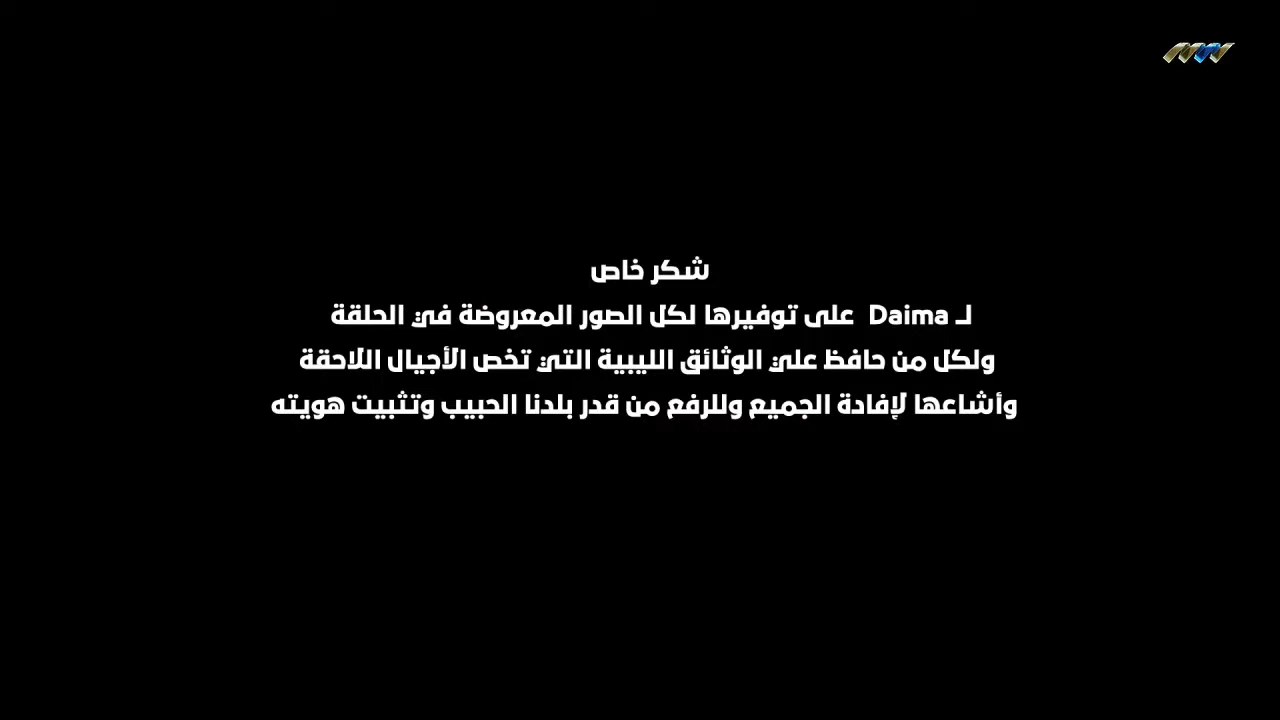 شكر خاص
لـ Daima على توفيرها لكل الصور المعروضة في الحلقة
ولكل من حافظ علي الوثائق الليبية التي تخص الأجيال اللاحقة
وأشاعها لإفادة الجميع وللرفع من قدر بلدنا الحبيب وتثبيت هويته